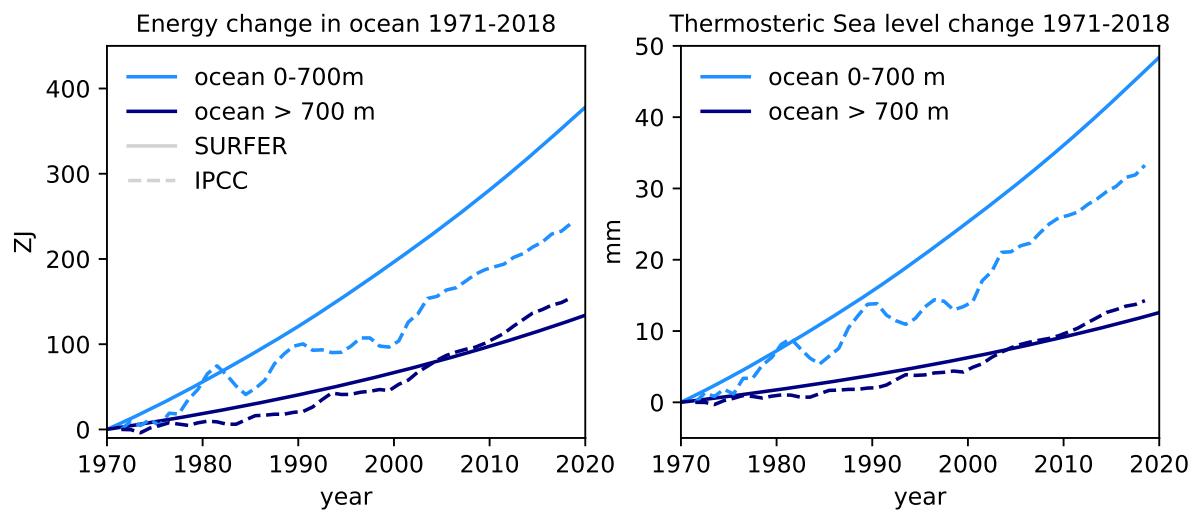 Energy change in ocean 1971-2018
ZJ
400
300
200
100
0
ocean 0-700m
ocean > 700 m
SURFER
IPCC
1970 1980 1990 2000 2010 2020
year
Thermosteric Sea level change 1971-2018
mm
50
40
30
20
10
0
ocean 0-700 m
ocean > 700 m
1970 1980 1990 2000 2010 2020
year